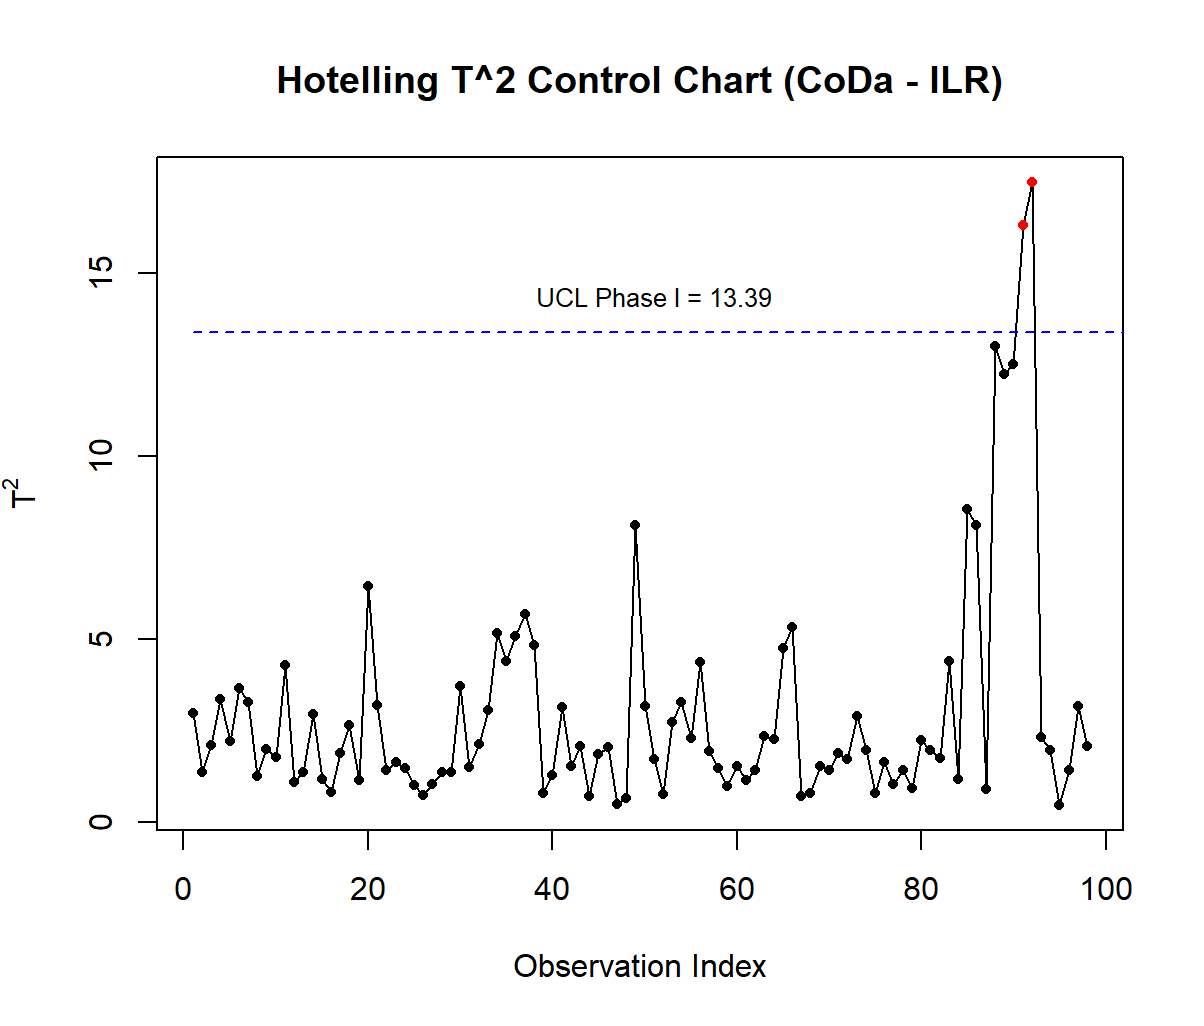 Hotelling T^2 Control Chart (CoDa - ILR)
UCL Phase I = 13.39
T²
15
10
5
0
0 20 40 60 80 100
Observation Index